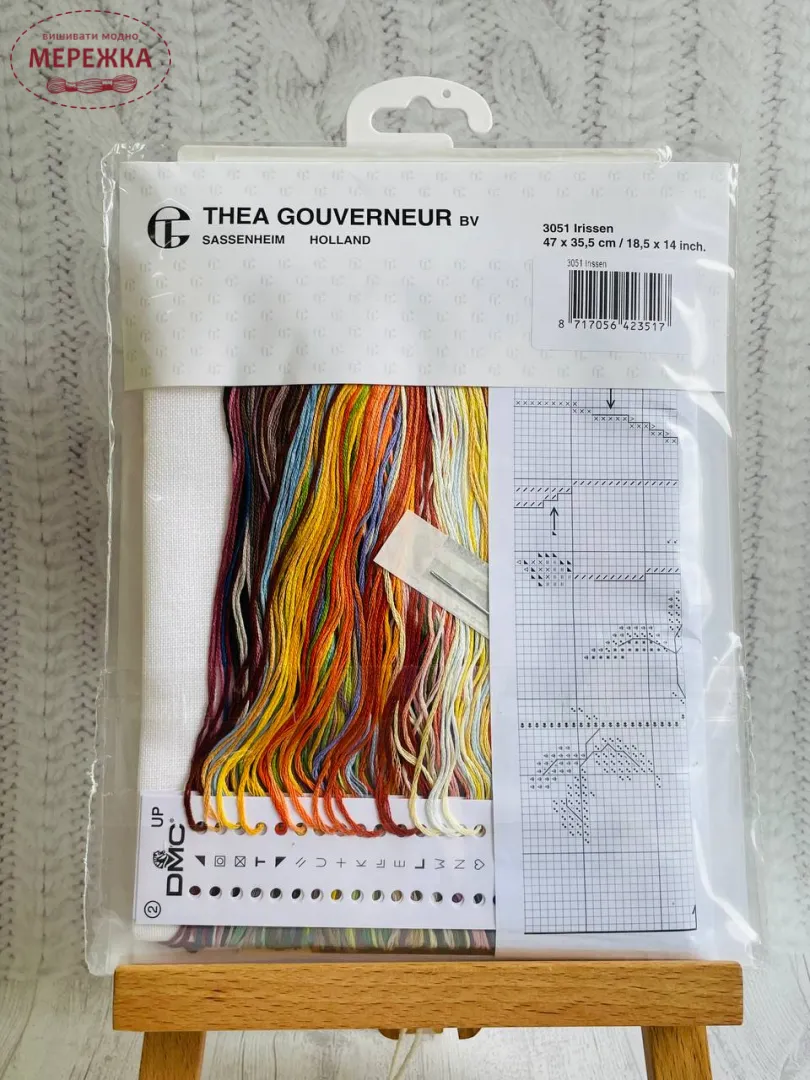 вишивати модно
МЕРЕЖКА
THEA GOUVERNEUR BV
SASSENHEIM HOLLAND
3051 Irissen
47 x 35,5 cm / 18,5 x 14 inch.
3051 Irissen
8 717056 423517
UP
DMC®
2
T U + K E L M N